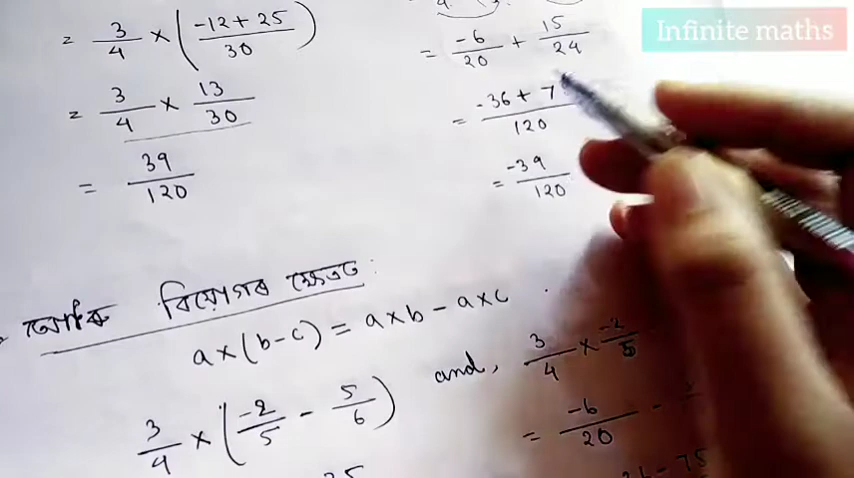 Infinite maths
= 3/4 × (-12 + 25 / 30)
= 3/4 × 13/30
= 39/120
= -6/20 + 15/24
= -36 + 7 / 120
= -39/120
বিয়োগৰ ক্ষেত্ৰত :
a × (b - c) = a × b - a × c
3/4 × (-2/5 - 5/6)
and, 3/4 × -2/5
= -6/20 -
- 75